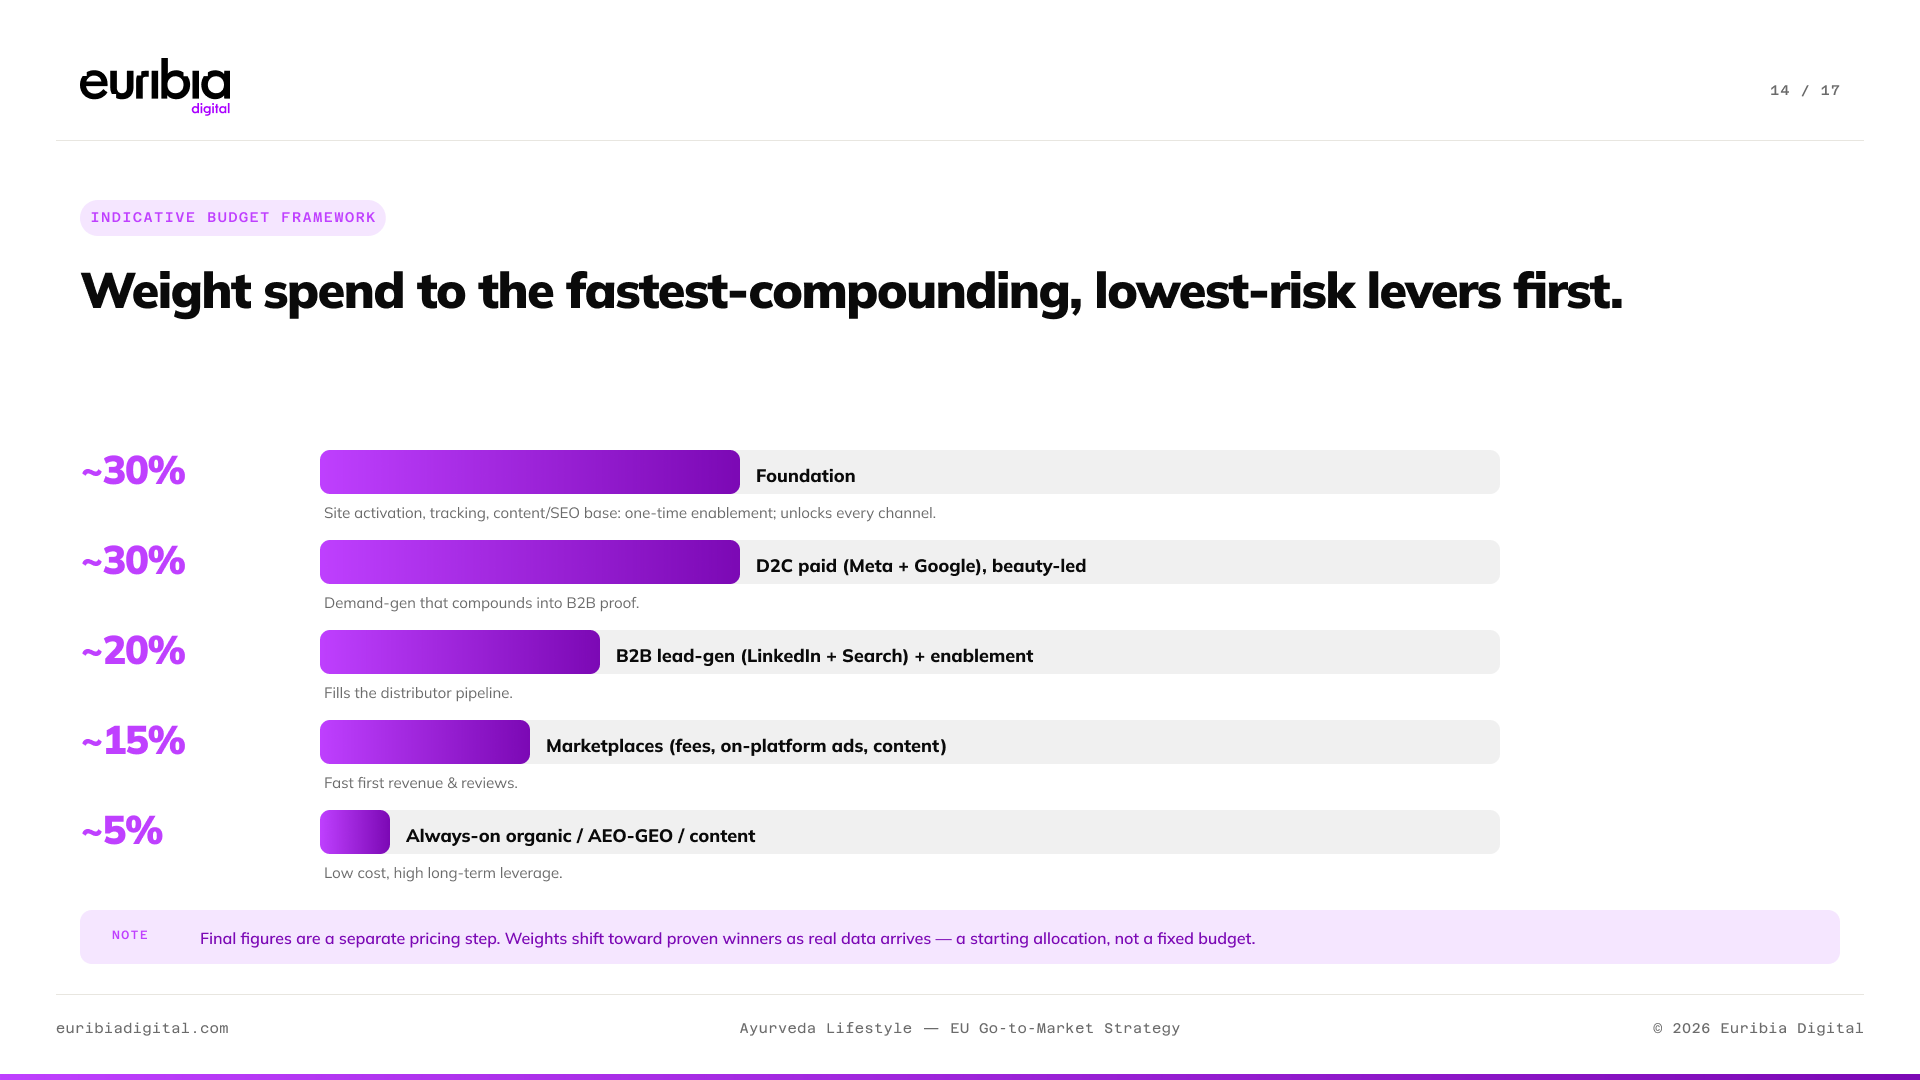 euribia
digital
14 / 17
INDICATIVE BUDGET FRAMEWORK
Weight spend to the fastest-compounding, lowest-risk levers first.
~30%
Foundation
Site activation, tracking, content/SEO base: one-time enablement; unlocks every channel.
~30%
D2C paid (Meta + Google), beauty-led
Demand-gen that compounds into B2B proof.
~20%
B2B lead-gen (LinkedIn + Search) + enablement
Fills the distributor pipeline.
~15%
Marketplaces (fees, on-platform ads, content)
Fast first revenue & reviews.
~5%
Always-on organic / AEO-GEO / content
Low cost, high long-term leverage.
NOTE Final figures are a separate pricing step. Weights shift toward proven winners as real data arrives — a starting allocation, not a fixed budget.
euribiadigital.com
Ayurveda Lifestyle — EU Go-to-Market Strategy
© 2026 Euribia Digital